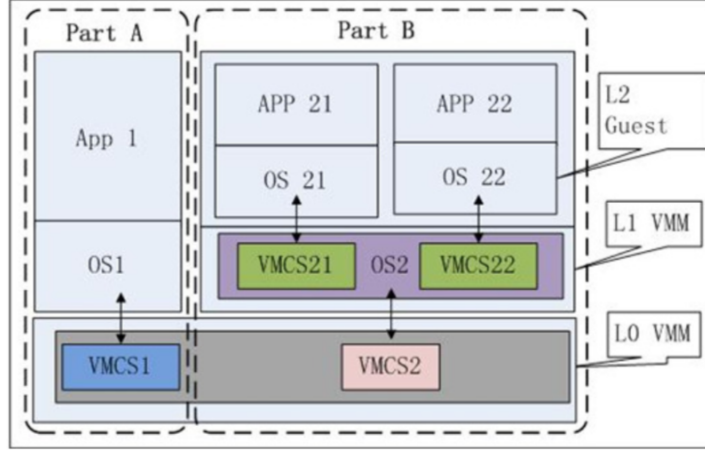 Part A
Part B
App 1
OS1
APP 21
OS 21
APP 22
OS 22
L2
Guest
VMCS21
OS2
VMCS22
L1 VMM
VMCS1
VMCS2
L0 VMM